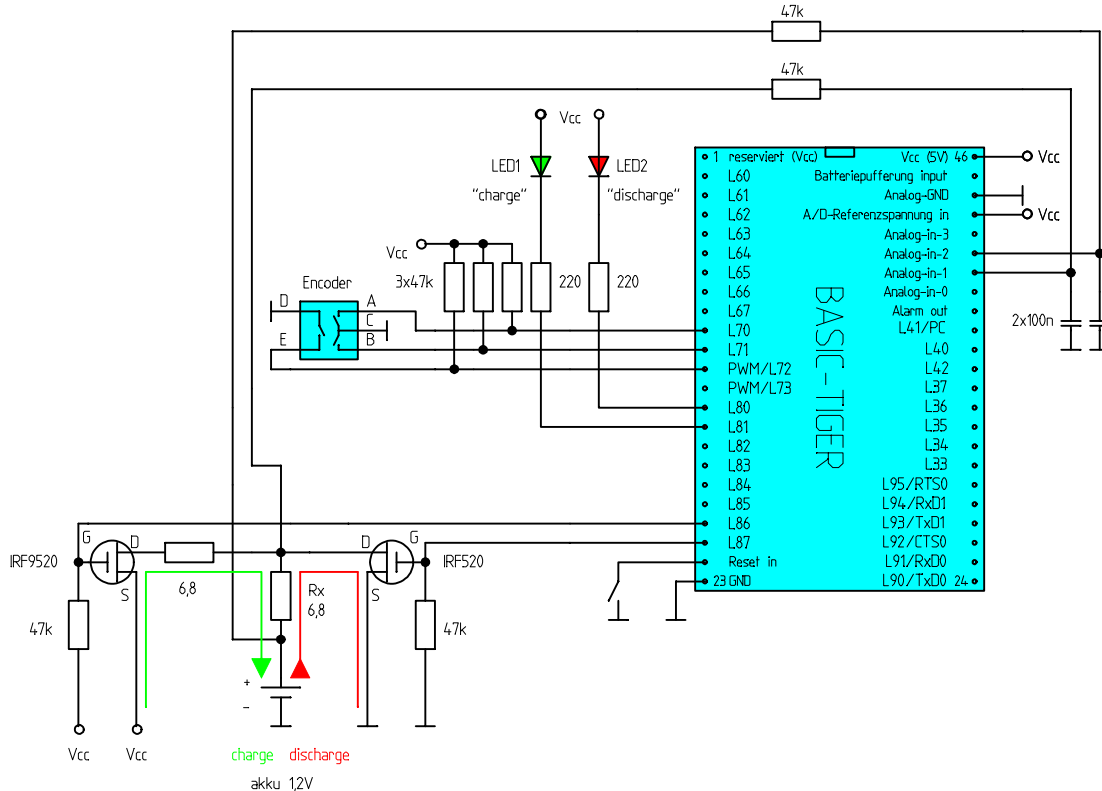 47k
47k
Vcc
LED1
LED2
"charge"
"discharge"
Vcc
3x47k
220
220
Encoder
D
A
C
E
B
1 reserviert (Vcc)
L60
L61
L62
L63
L64
L65
L66
L67
L70
L71
PWM/L72
PWM/L73
L80
L81
L82
L83
L84
L85
L86
L87
Reset in
23 GND
BASIC-TIGER
Vcc (5V) 46
Batteriepufferung input
Analog-GND
A/D-Referenzspannung in
Analog-in-3
Analog-in-2
Analog-in-1
Analog-in-0
Alarm out
L41/PC
L40
L42
L37
L36
L35
L34
L33
L95/RTS0
L94/RxD1
L93/TxD1
L92/CTS0
L91/RxD0
L90/TxD0 24
Vcc
Vcc
2x100n
G
D
S
IRF9520
6,8
47k
Vcc
Vcc
Rx
6,8
D
G
S
IRF520
47k
+
-
charge discharge
akku 1,2V